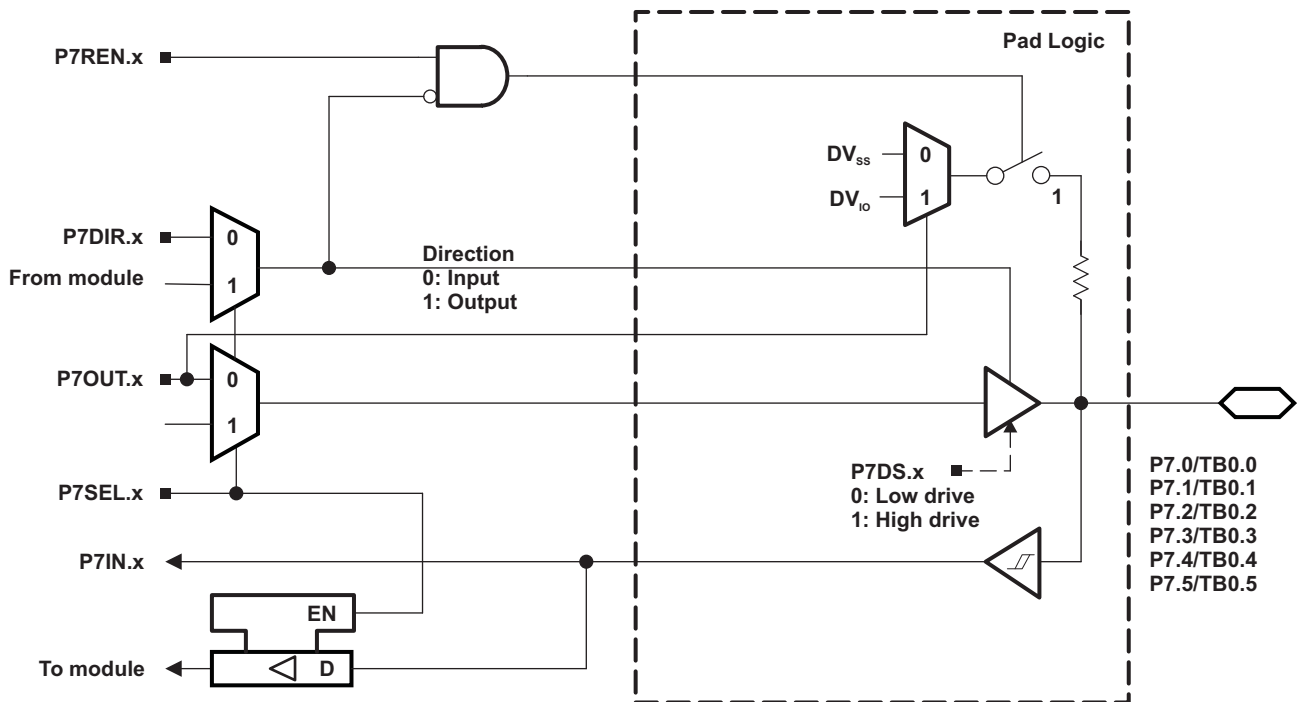 Pad Logic
P7REN.x
DVSS
0
DVIO
1
1
P7DIR.x
0
From module
1
Direction
0: Input
1: Output
P7OUT.x
0
1
P7SEL.x
P7DS.x
0: Low drive
1: High drive
P7.0/TB0.0
P7.1/TB0.1
P7.2/TB0.2
P7.3/TB0.3
P7.4/TB0.4
P7.5/TB0.5
P7IN.x
EN
To module
D